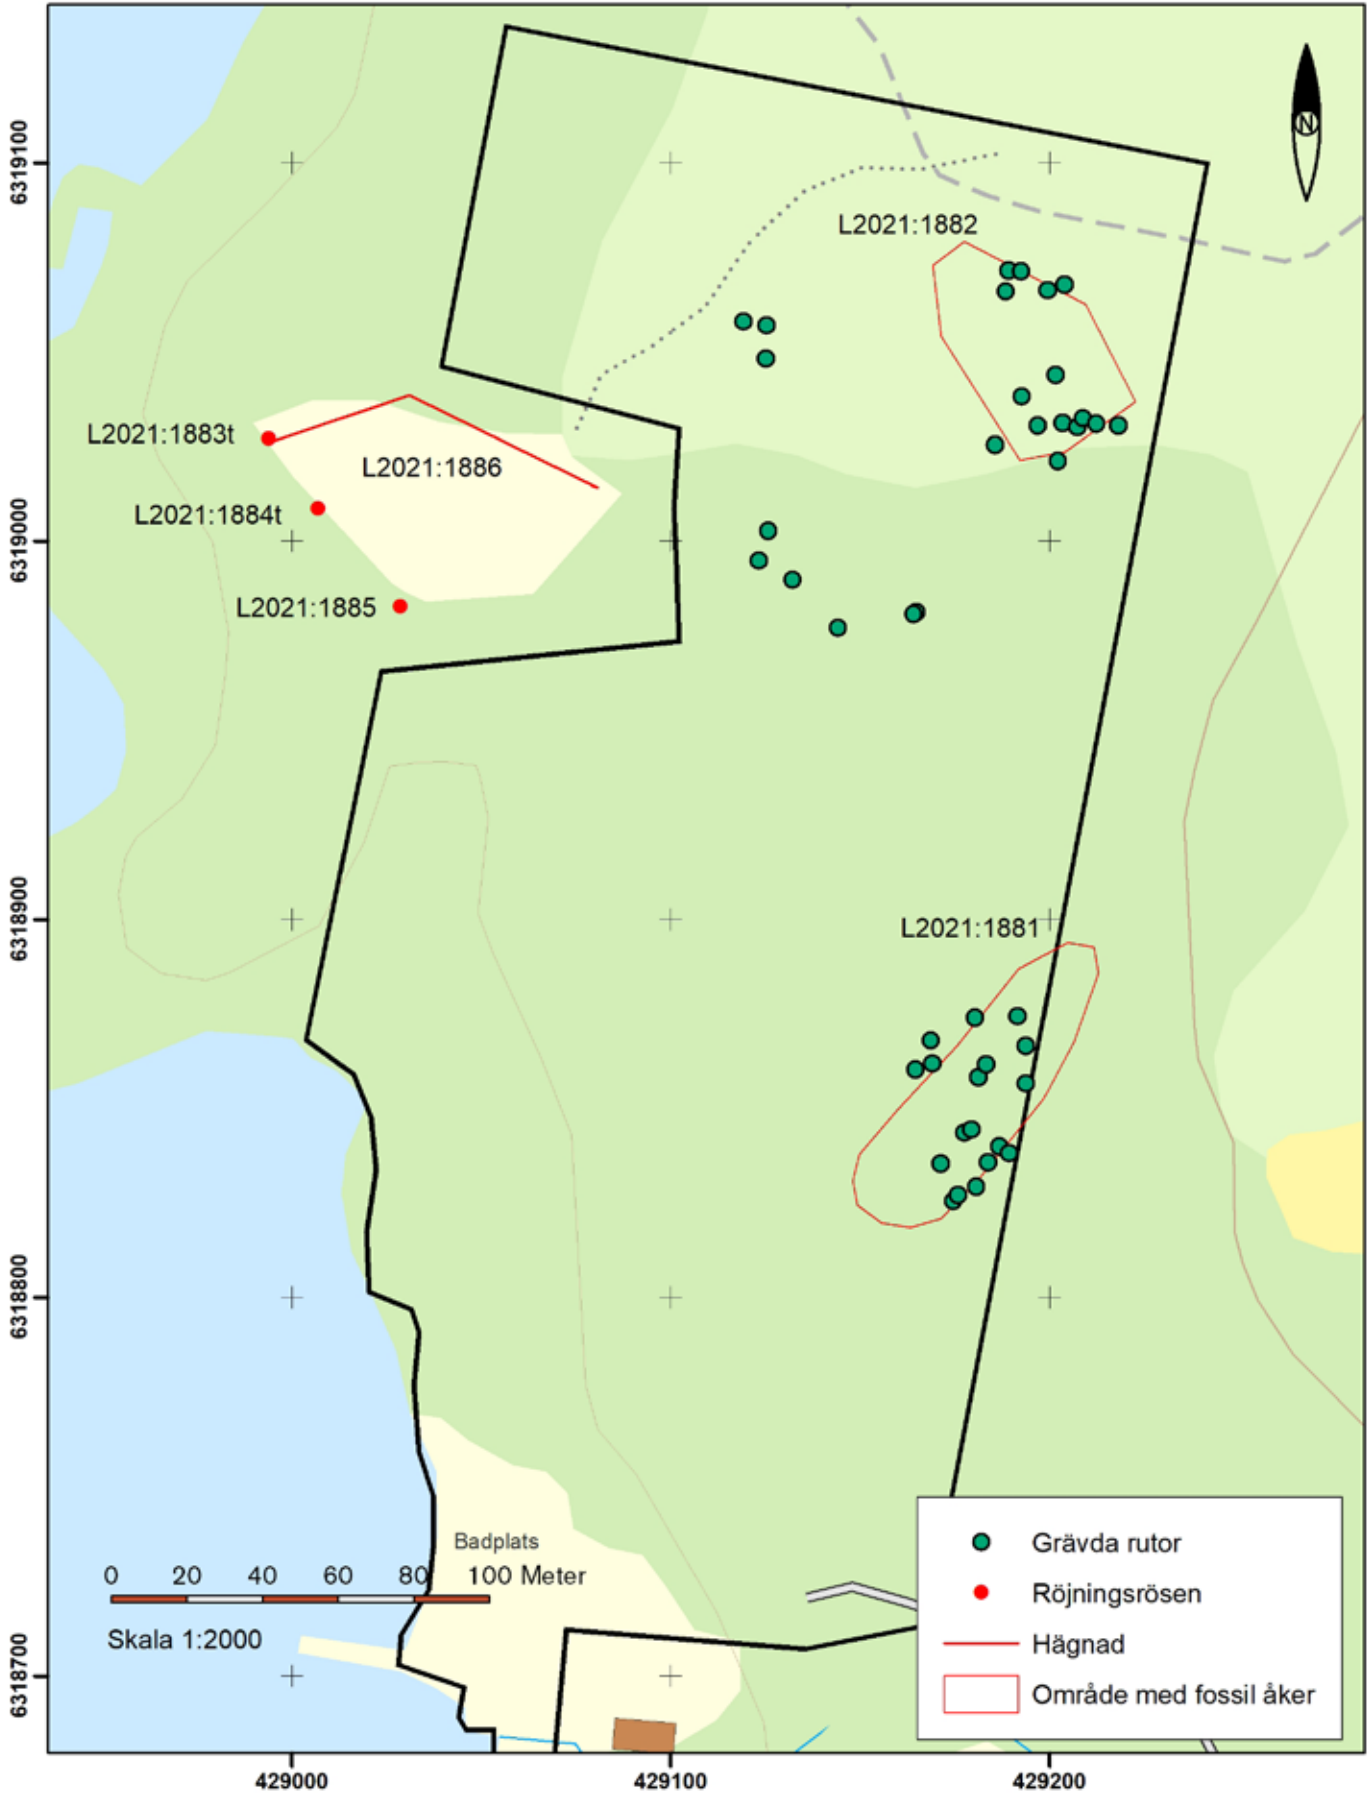 N
6319100
L2021:1882
L2021:1883t
L2021:1886
L2021:1884t
6319000
L2021:1885
6318900
L2021:1881
6318800
Badplats
0 20 40 60 80 100 Meter
Skala 1:2000
6318700
Grävda rutor
Röjningsrösen
Hägnad
Område med fossil åker
429000 429100 429200